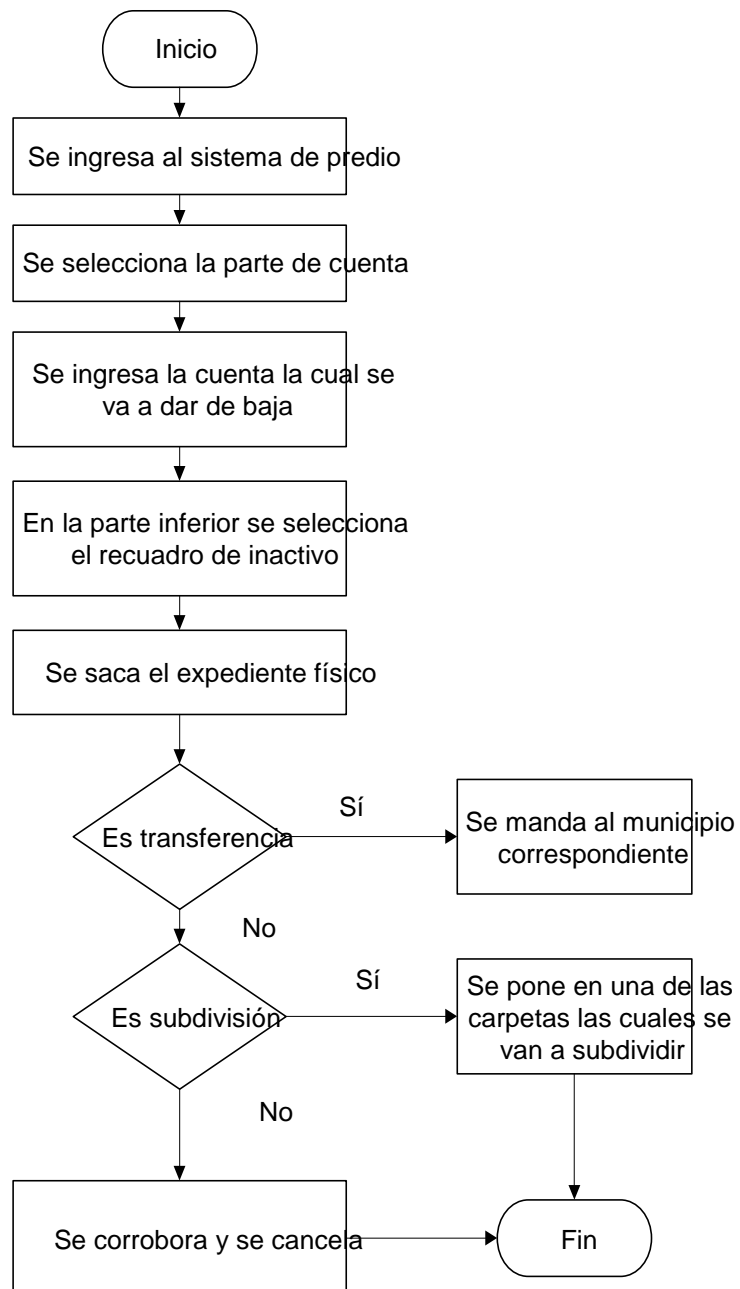 Inicio
Se ingresa al sistema de predio
Se selecciona la parte de cuenta
Se ingresa la cuenta la cual se
va a dar de baja
En la parte inferior se selecciona
el recuadro de inactivo
Se saca el expediente físico
Es transferencia
Sí
Se manda al municipio
correspondiente
No
Es subdivisión
Sí
Se pone en una de las
carpetas las cuales se
van a subdividir
No
Se corrobora y se cancela
Fin